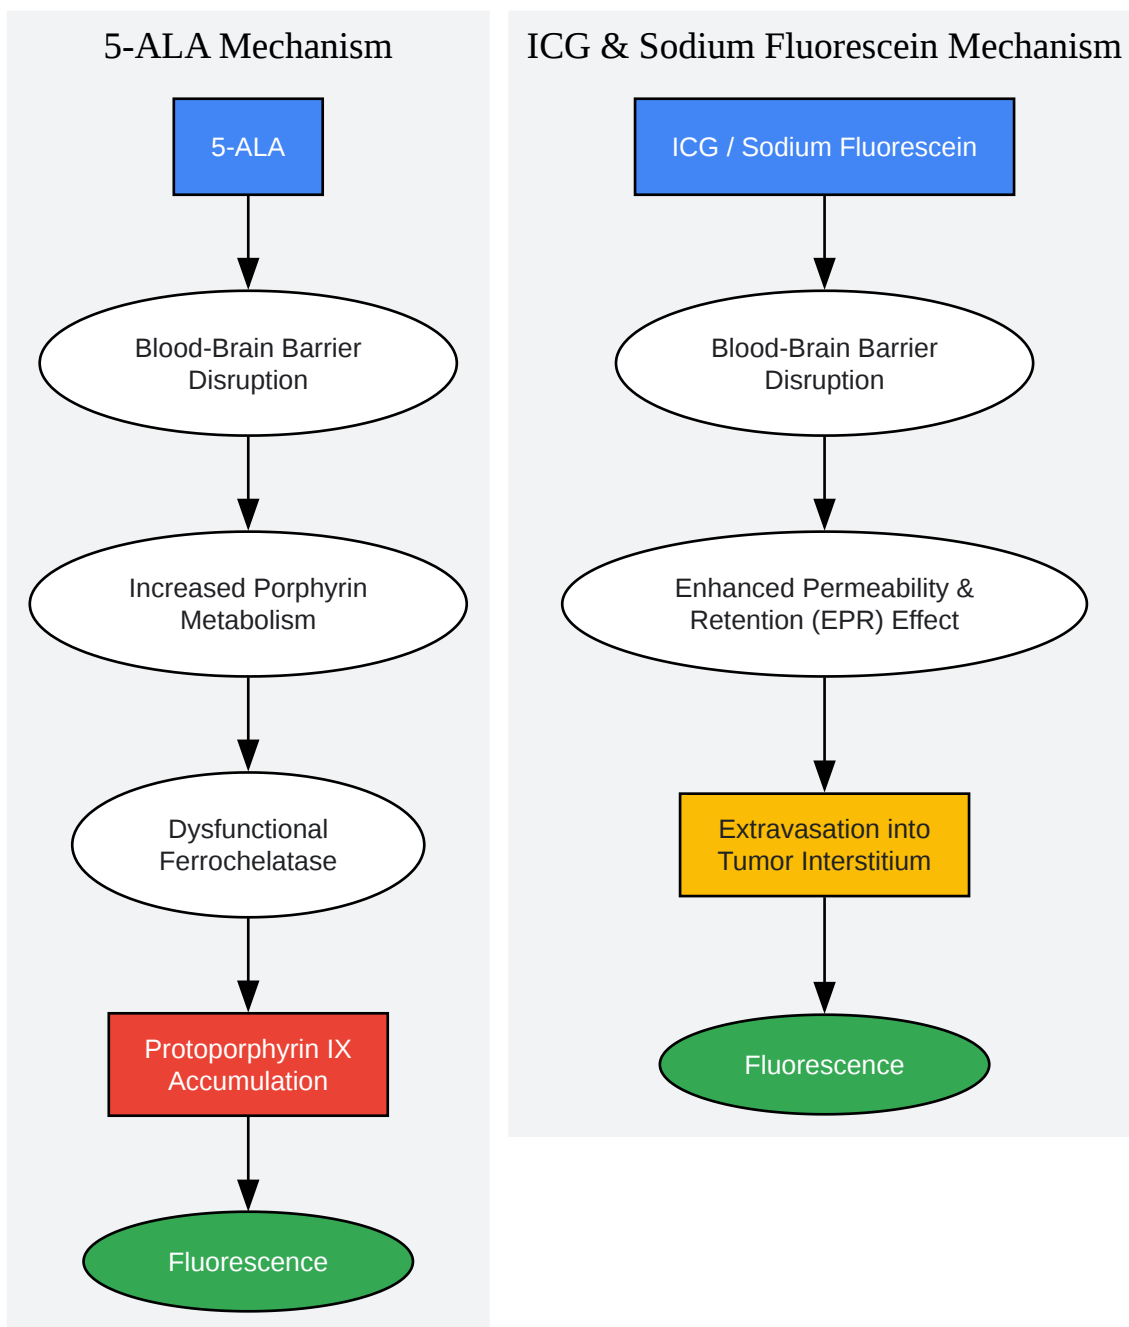 5-ALA Mechanism
5-ALA
Blood-Brain Barrier
Disruption
Increased Porphyrin
Metabolism
Dysfunctional
Ferrochelatase
Protoporphyrin IX
Accumulation
Fluorescence
ICG & Sodium Fluorescein Mechanism
ICG / Sodium Fluorescein
Blood-Brain Barrier
Disruption
Enhanced Permeability &
Retention (EPR) Effect
Extravasation into
Tumor Interstitium
Fluorescence